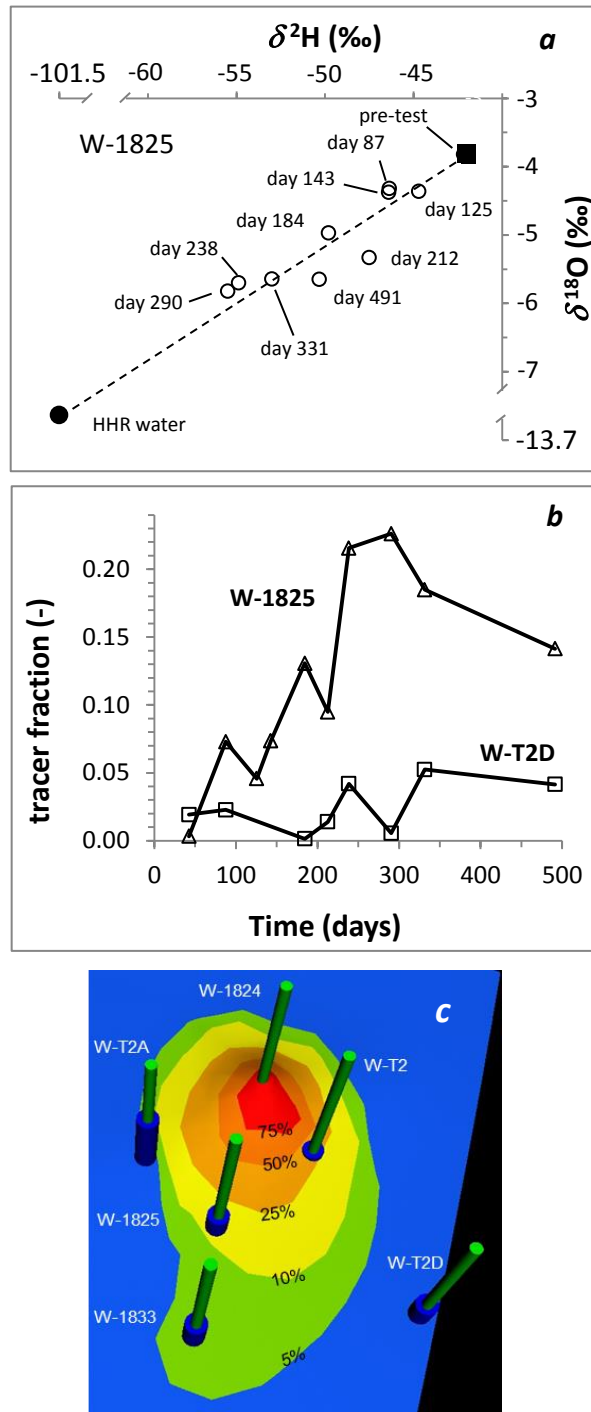 δ²H (‰)
a
-101.5 -60 -55 -50 -45
W-1825
pre-test
day 87
day 143
day 125
day 184
day 212
day 238
day 290
day 491
day 331
HHR water
-3
-4
-5
-6
-7
-13.7
δ¹⁸O (‰)
b
0.20
0.15
0.10
0.05
0.00
tracer fraction (-)
W-1825
W-T2D
0 100 200 300 400 500
Time (days)
c
W-1824
W-T2A
W-T2
75%
50%
25%
W-1825
10%
W-T2D
W-1833
5%